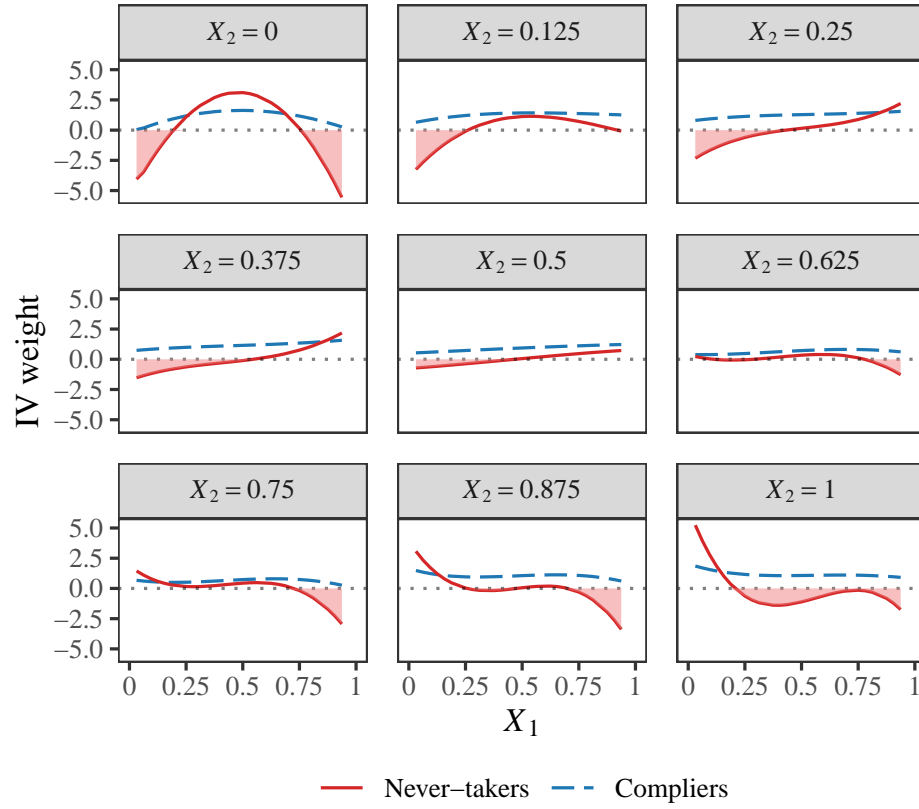 X₂ = 0 X₂ = 0.125 X₂ = 0.25
5.0
2.5
0.0
−2.5
−5.0
X₂ = 0.375 X₂ = 0.5 X₂ = 0.625
5.0
2.5
0.0
−2.5
−5.0
IV weight
X₂ = 0.75 X₂ = 0.875 X₂ = 1
5.0
2.5
0.0
−2.5
−5.0
0 0.25 0.5 0.75 1 0 0.25 0.5 0.75 1 0 0.25 0.5 0.75 1
X₁
Never−takers Compliers